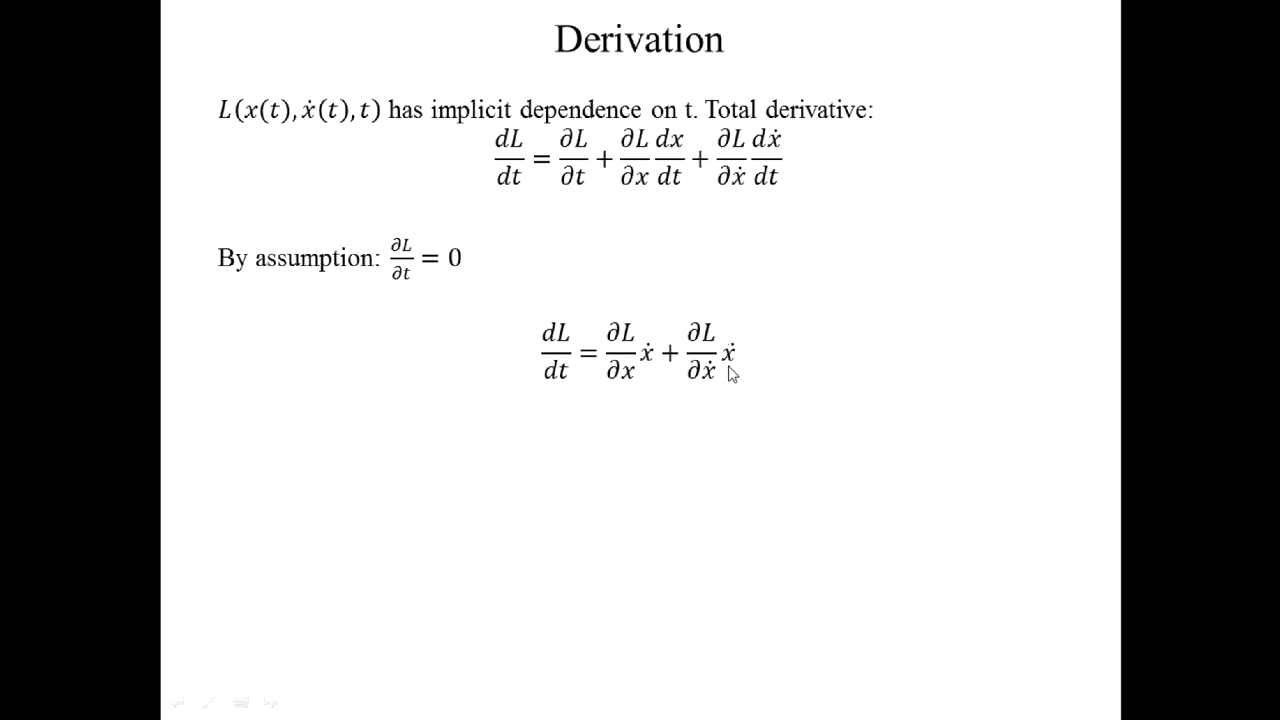 Derivation
L(x(t), ẋ(t), t) has implicit dependence on t. Total derivative:
dL/dt = ∂L/∂t + ∂L/∂x dx/dt + ∂L/∂ẋ dẋ/dt
By assumption: ∂L/∂t = 0
dL/dt = ∂L/∂x ẋ + ∂L/∂ẋ ẍ